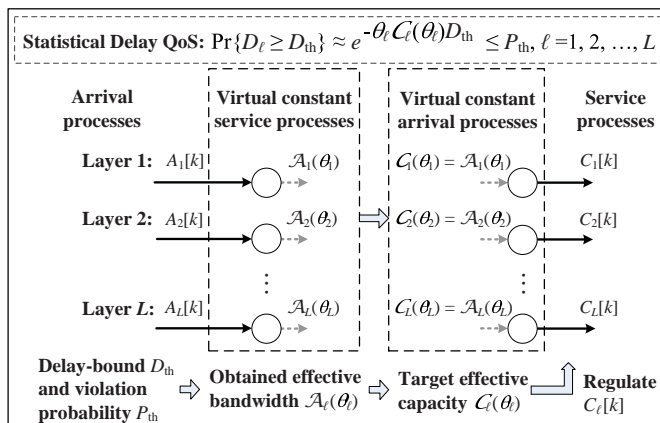 Statistical Delay QoS: Pr{D_ℓ ≥ D_th} ≈ e^{-θ_ℓ 𝒞_ℓ(θ_ℓ)D_th} ≤ P_th, ℓ = 1, 2, …, L
Arrival processes
Virtual constant service processes
Virtual constant arrival processes
Service processes
Layer 1: A_1[k] 𝒜_1(θ_1) 𝒞_1(θ_1) = 𝒜_1(θ_1) C_1[k]
Layer 2: A_2[k] 𝒜_2(θ_2) 𝒞_2(θ_2) = 𝒜_2(θ_2) C_2[k]
⋮ ⋮
Layer L: A_L[k] 𝒜_L(θ_L) 𝒞_L(θ_L) = 𝒜_L(θ_L) C_L[k]
Delay-bound D_th
and violation
probability P_th
Obtained effective
bandwidth 𝒜_ℓ(θ_ℓ)
Target effective
capacity 𝒞_ℓ(θ_ℓ)
Regulate
C_ℓ[k]